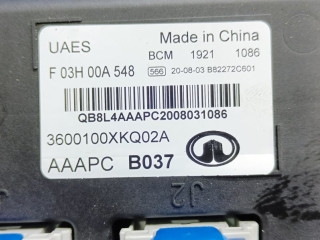 UAES Made in China
BCM 1921 1086
F 03H 00A 548 566 20-08-03 B82272C601
QB8L4AAAPC2008031086
3600100XKQ02A
AAAPC B037
J2